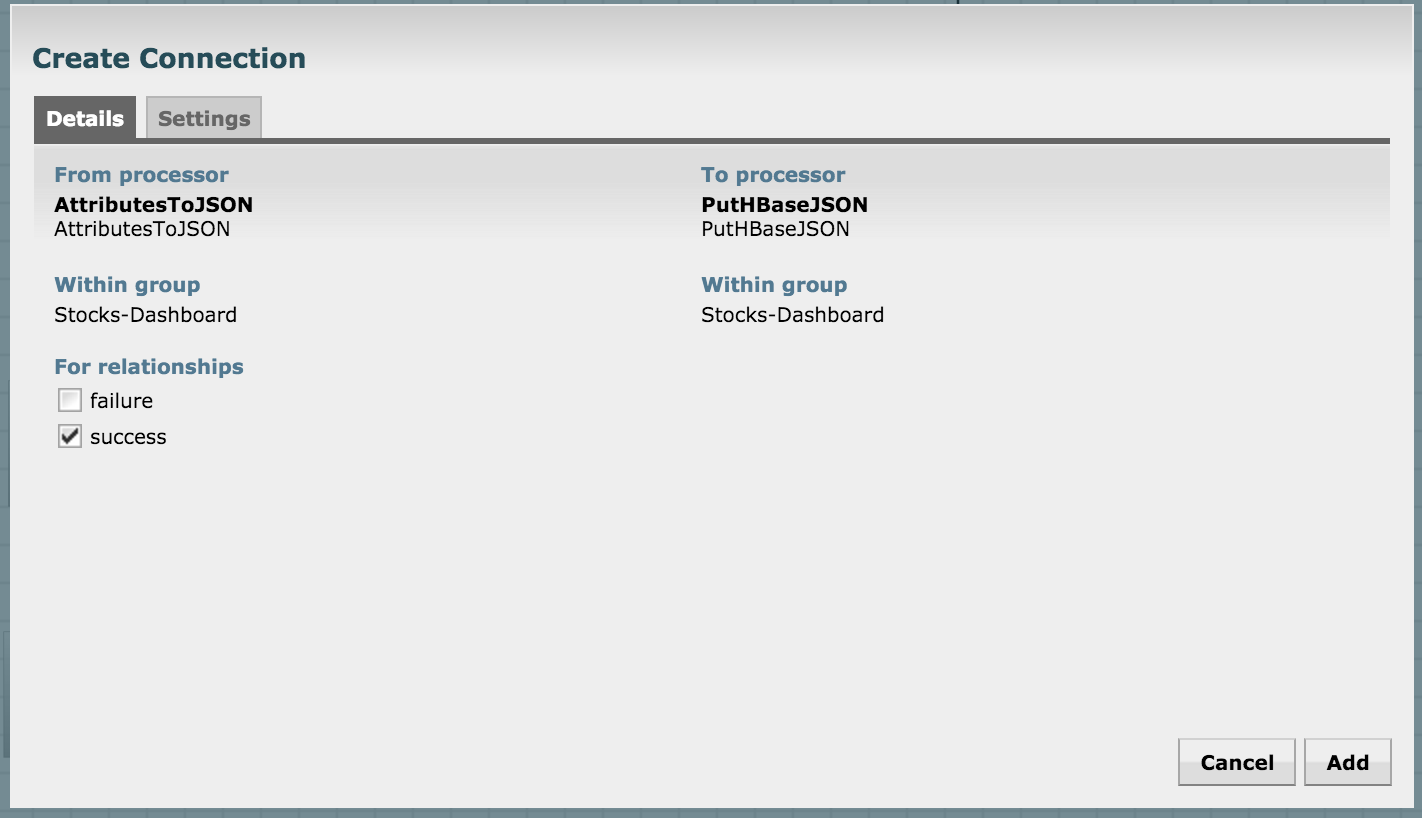 Create Connection
Details
Settings
From processor
AttributesToJSON
AttributesToJSON
To processor
PutHBaseJSON
PutHBaseJSON
Within group
Stocks-Dashboard
Within group
Stocks-Dashboard
For relationships
failure
success
Cancel
Add